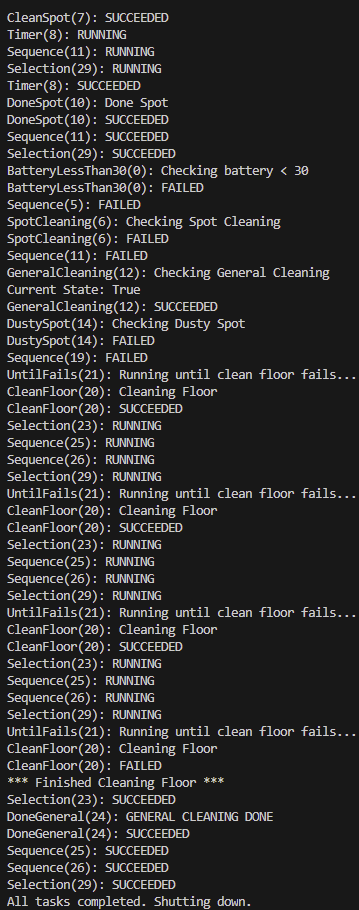 CleanSpot(7): SUCCEEDED
Timer(8): RUNNING
Sequence(11): RUNNING
Selection(29): RUNNING
Timer(8): SUCCEEDED
DoneSpot(10): Done Spot
DoneSpot(10): SUCCEEDED
Sequence(11): SUCCEEDED
Selection(29): SUCCEEDED
BatteryLessThan30(0): Checking battery < 30
BatteryLessThan30(0): FAILED
Sequence(5): FAILED
SpotCleaning(6): Checking Spot Cleaning
SpotCleaning(6): FAILED
Sequence(11): FAILED
GeneralCleaning(12): Checking General Cleaning
Current State: True
GeneralCleaning(12): SUCCEEDED
DustySpot(14): Checking Dusty Spot
DustySpot(14): FAILED
Sequence(19): FAILED
UntilFails(21): Running until clean floor fails...
CleanFloor(20): Cleaning Floor
CleanFloor(20): SUCCEEDED
Selection(23): RUNNING
Sequence(25): RUNNING
Sequence(26): RUNNING
Selection(29): RUNNING
UntilFails(21): Running until clean floor fails...
CleanFloor(20): Cleaning Floor
CleanFloor(20): SUCCEEDED
Selection(23): RUNNING
Sequence(25): RUNNING
Sequence(26): RUNNING
Selection(29): RUNNING
UntilFails(21): Running until clean floor fails...
CleanFloor(20): Cleaning Floor
CleanFloor(20): SUCCEEDED
Selection(23): RUNNING
Sequence(25): RUNNING
Sequence(26): RUNNING
Selection(29): RUNNING
UntilFails(21): Running until clean floor fails...
CleanFloor(20): Cleaning Floor
CleanFloor(20): FAILED
*** Finished Cleaning Floor ***
Selection(23): SUCCEEDED
DoneGeneral(24): GENERAL CLEANING DONE
DoneGeneral(24): SUCCEEDED
Sequence(25): SUCCEEDED
Sequence(26): SUCCEEDED
Selection(29): SUCCEEDED
All tasks completed. Shutting down.